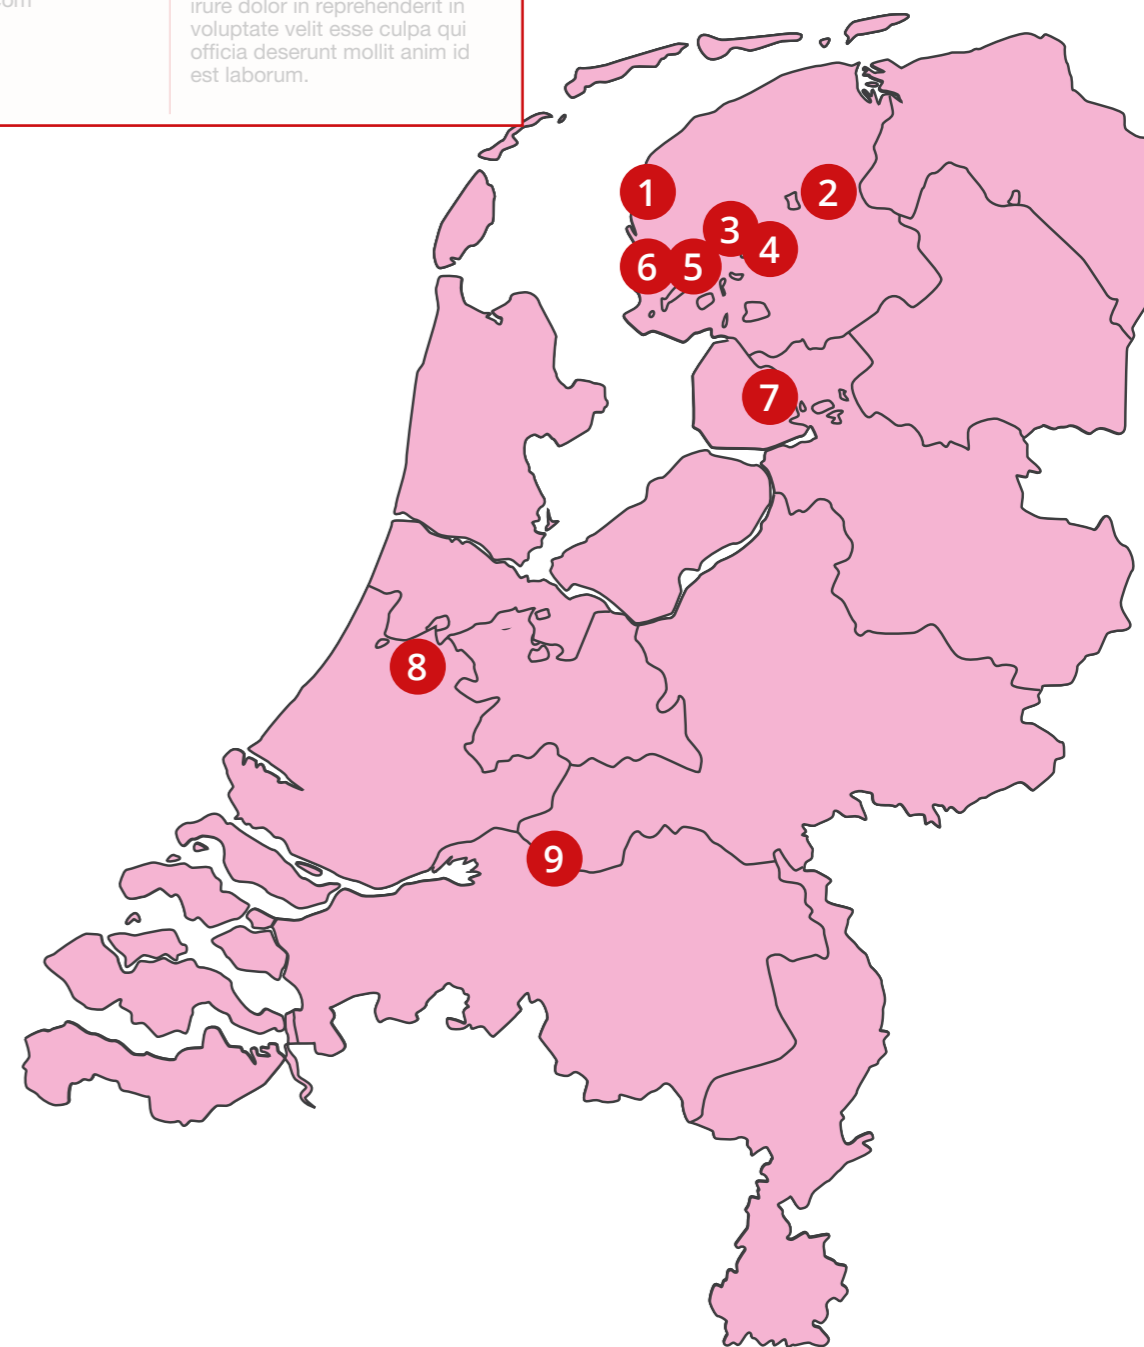 irure dolor in reprehenderit in
voluptate velit esse culpa qui
officia deserunt mollit anim id
est laborum.
1
2
3
4
6
5
7
8
9